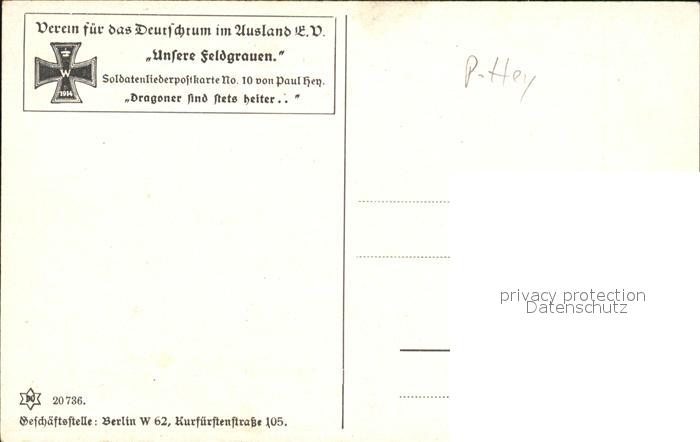 Verein für das Deutschtum im Ausland E.V.
„Unsere Feldgrauen."
Soldatenliederpostkarte No. 10 von Paul Hey.
„Dragoner sind stets heiter.. "
W
1914
P. Hey
privacy protection
Datenschutz
20736.
Geschäftsstelle: Berlin W 62, Kurfürstenstraße 105.